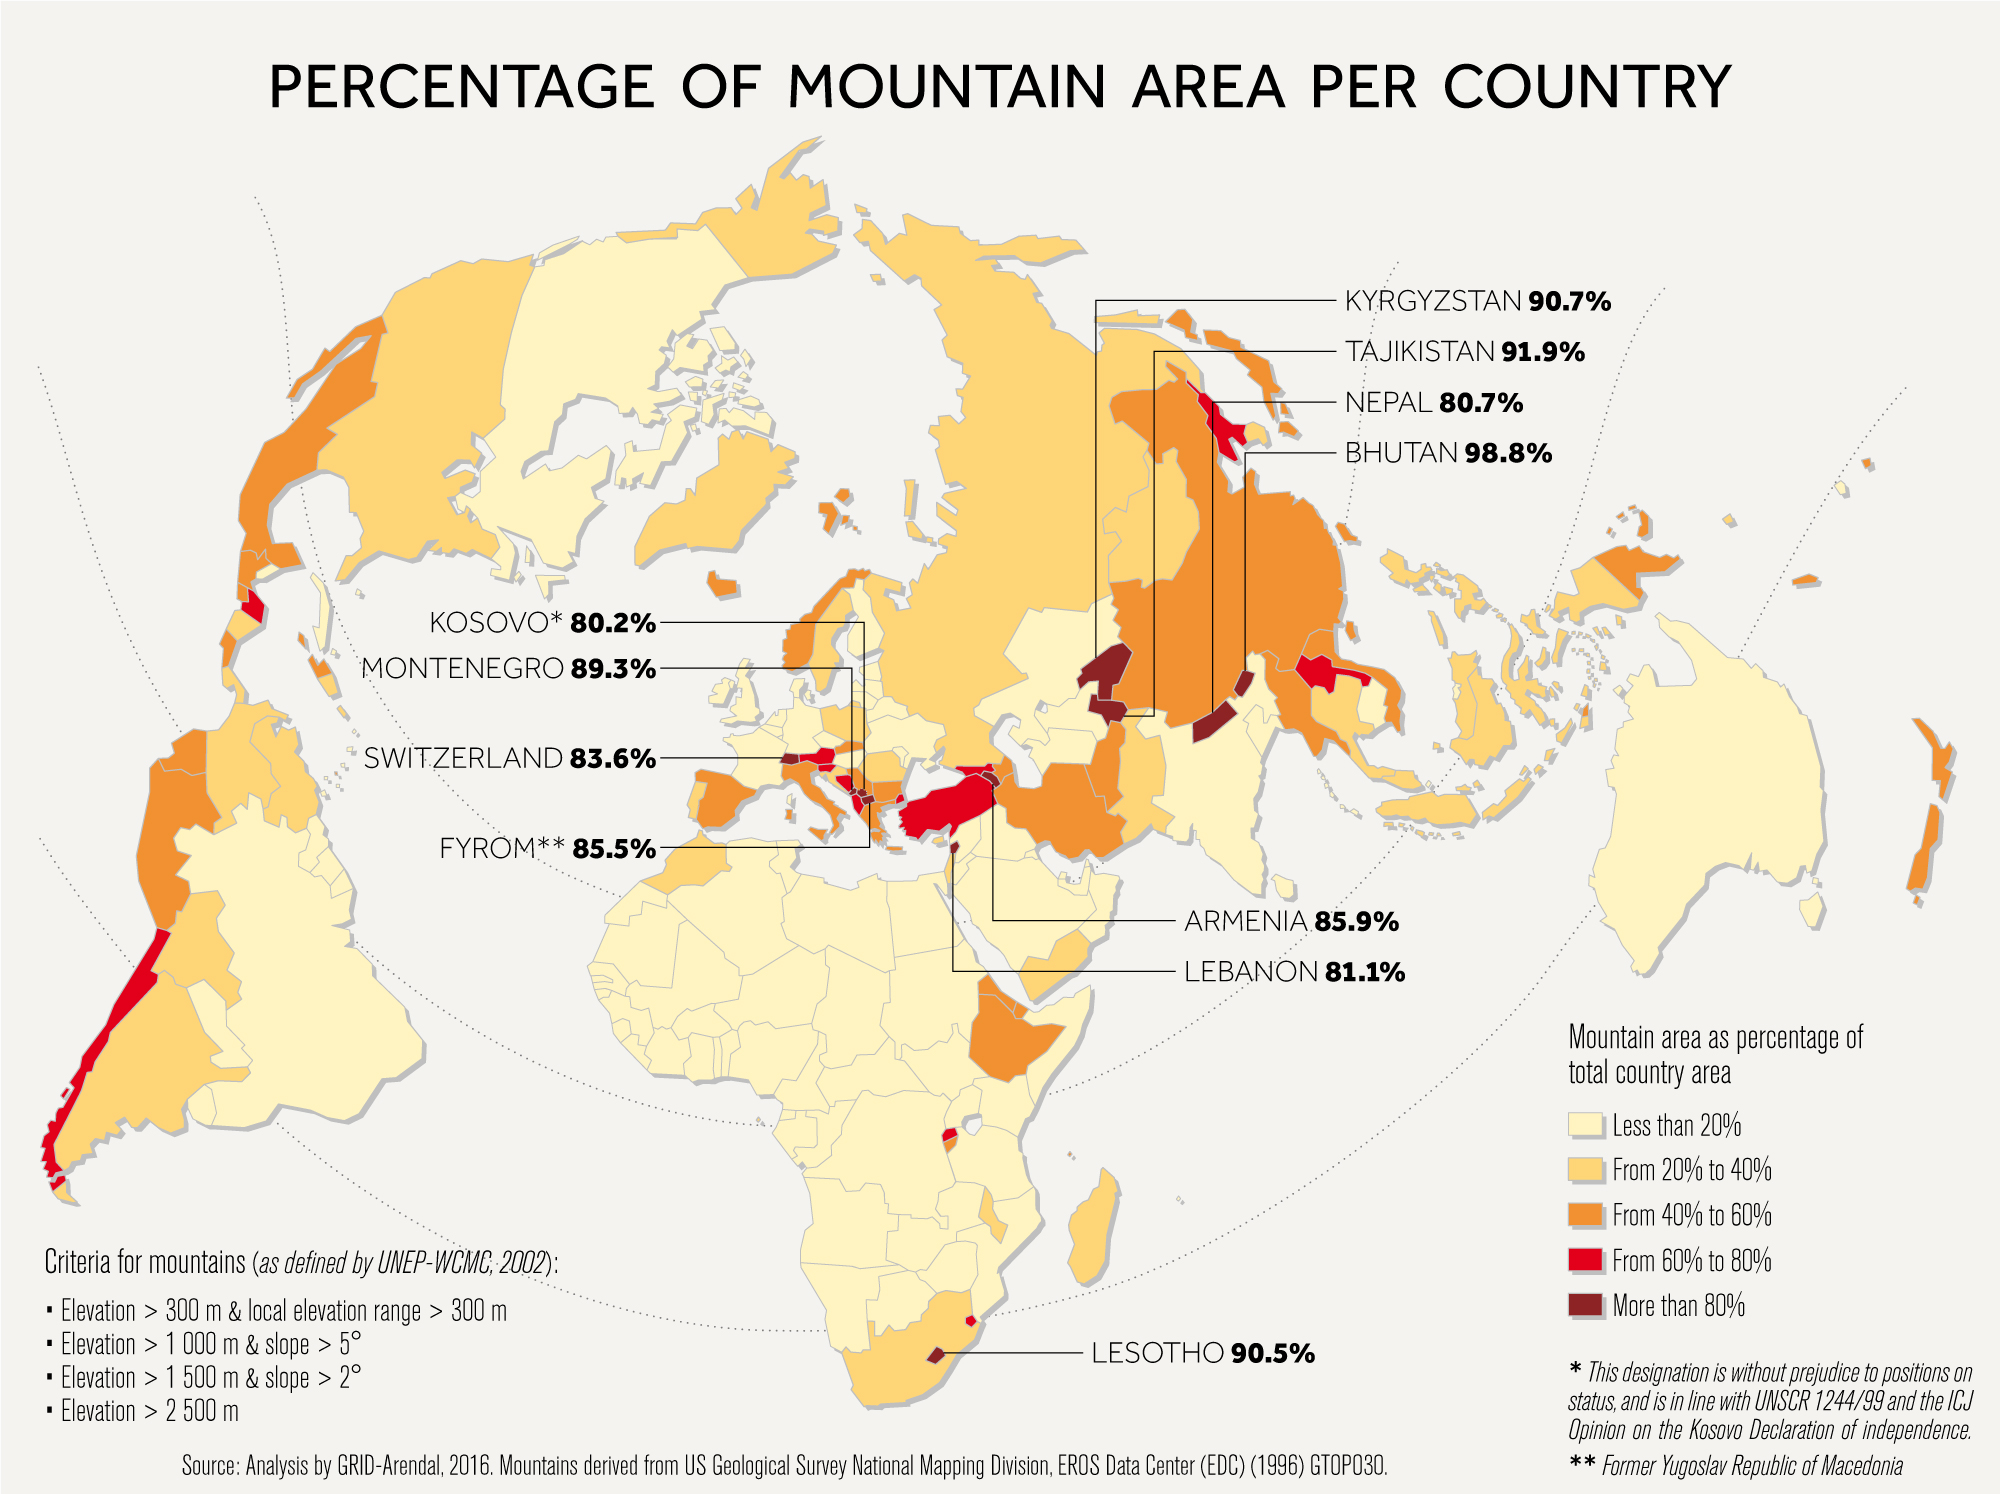 PERCENTAGE OF MOUNTAIN AREA PER COUNTRY
KYRGYZSTAN 90.7%
TAJIKISTAN 91.9%
NEPAL 80.7%
BHUTAN 98.8%
KOSOVO* 80.2%
MONTENEGRO 89.3%
SWITZERLAND 83.6%
FYROM** 85.5%
ARMENIA 85.9%
LEBANON 81.1%
LESOTHO 90.5%
Mountain area as percentage of
total country area
Less than 20%
From 20% to 40%
From 40% to 60%
From 60% to 80%
More than 80%
Criteria for mountains (as defined by UNEP-WCMC, 2002):
• Elevation > 300 m & local elevation range > 300 m
• Elevation > 1 000 m & slope > 5°
• Elevation > 1 500 m & slope > 2°
• Elevation > 2 500 m
* This designation is without prejudice to positions on
status, and is in line with UNSCR 1244/99 and the ICJ
Opinion on the Kosovo Declaration of independence.
** Former Yugoslav Republic of Macedonia
Source: Analysis by GRID-Arendal, 2016. Mountains derived from US Geological Survey National Mapping Division, EROS Data Center (EDC) (1996) GTOPO30.